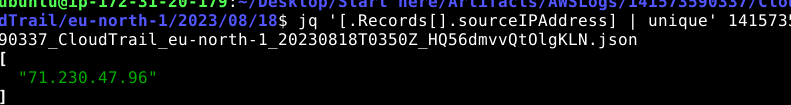 ubuntu@ip-172-31-20-179:~/Desktop/Start here/Artifacts/AWSLogs/141573590337/Clou
dTrail/eu-north-1/2023/08/18$ jq '[.Records[].sourceIPAddress] | unique' 1415735
90337_CloudTrail_eu-north-1_20230818T0350Z_HQ56dmvvQtOlgKLN.json
[
  "71.230.47.96"
]